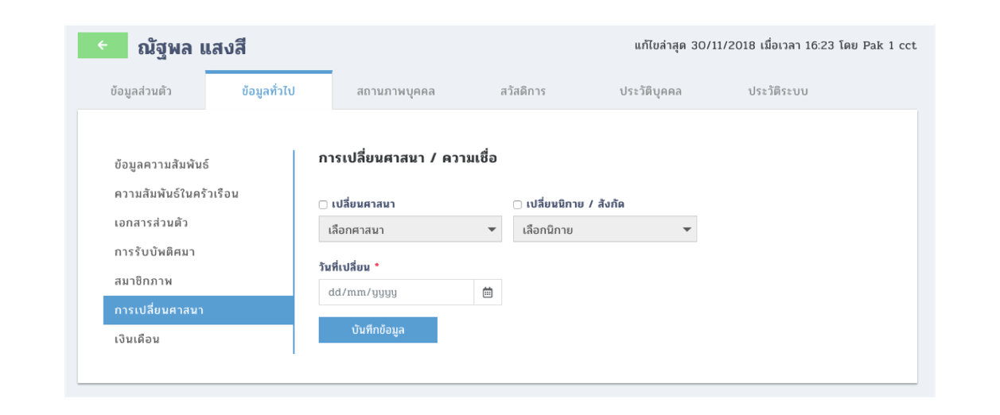 ณัฐพล แสงสี
แก้ไขล่าสุด 30/11/2018 เมื่อเวลา 16:23 โดย Pak 1 cct
ข้อมูลส่วนตัว ข้อมูลทั่วไป สถานภาพบุคคล สวัสดิการ ประวัติบุคคล ประวัติระบบ
ข้อมูลความสัมพันธ์
ความสัมพันธ์ในครัวเรือน
เอกสารส่วนตัว
การรับบัพติศมา
สมาชิกภาพ
การเปลี่ยนศาสนา
เงินเดือน
การเปลี่ยนศาสนา / ความเชื่อ
เปลี่ยนศาสนา เปลี่ยนนิกาย / สังกัด
เลือกศาสนา เลือกนิกาย
วันที่เปลี่ยน *
dd/mm/yyyy
บันทึกข้อมูล